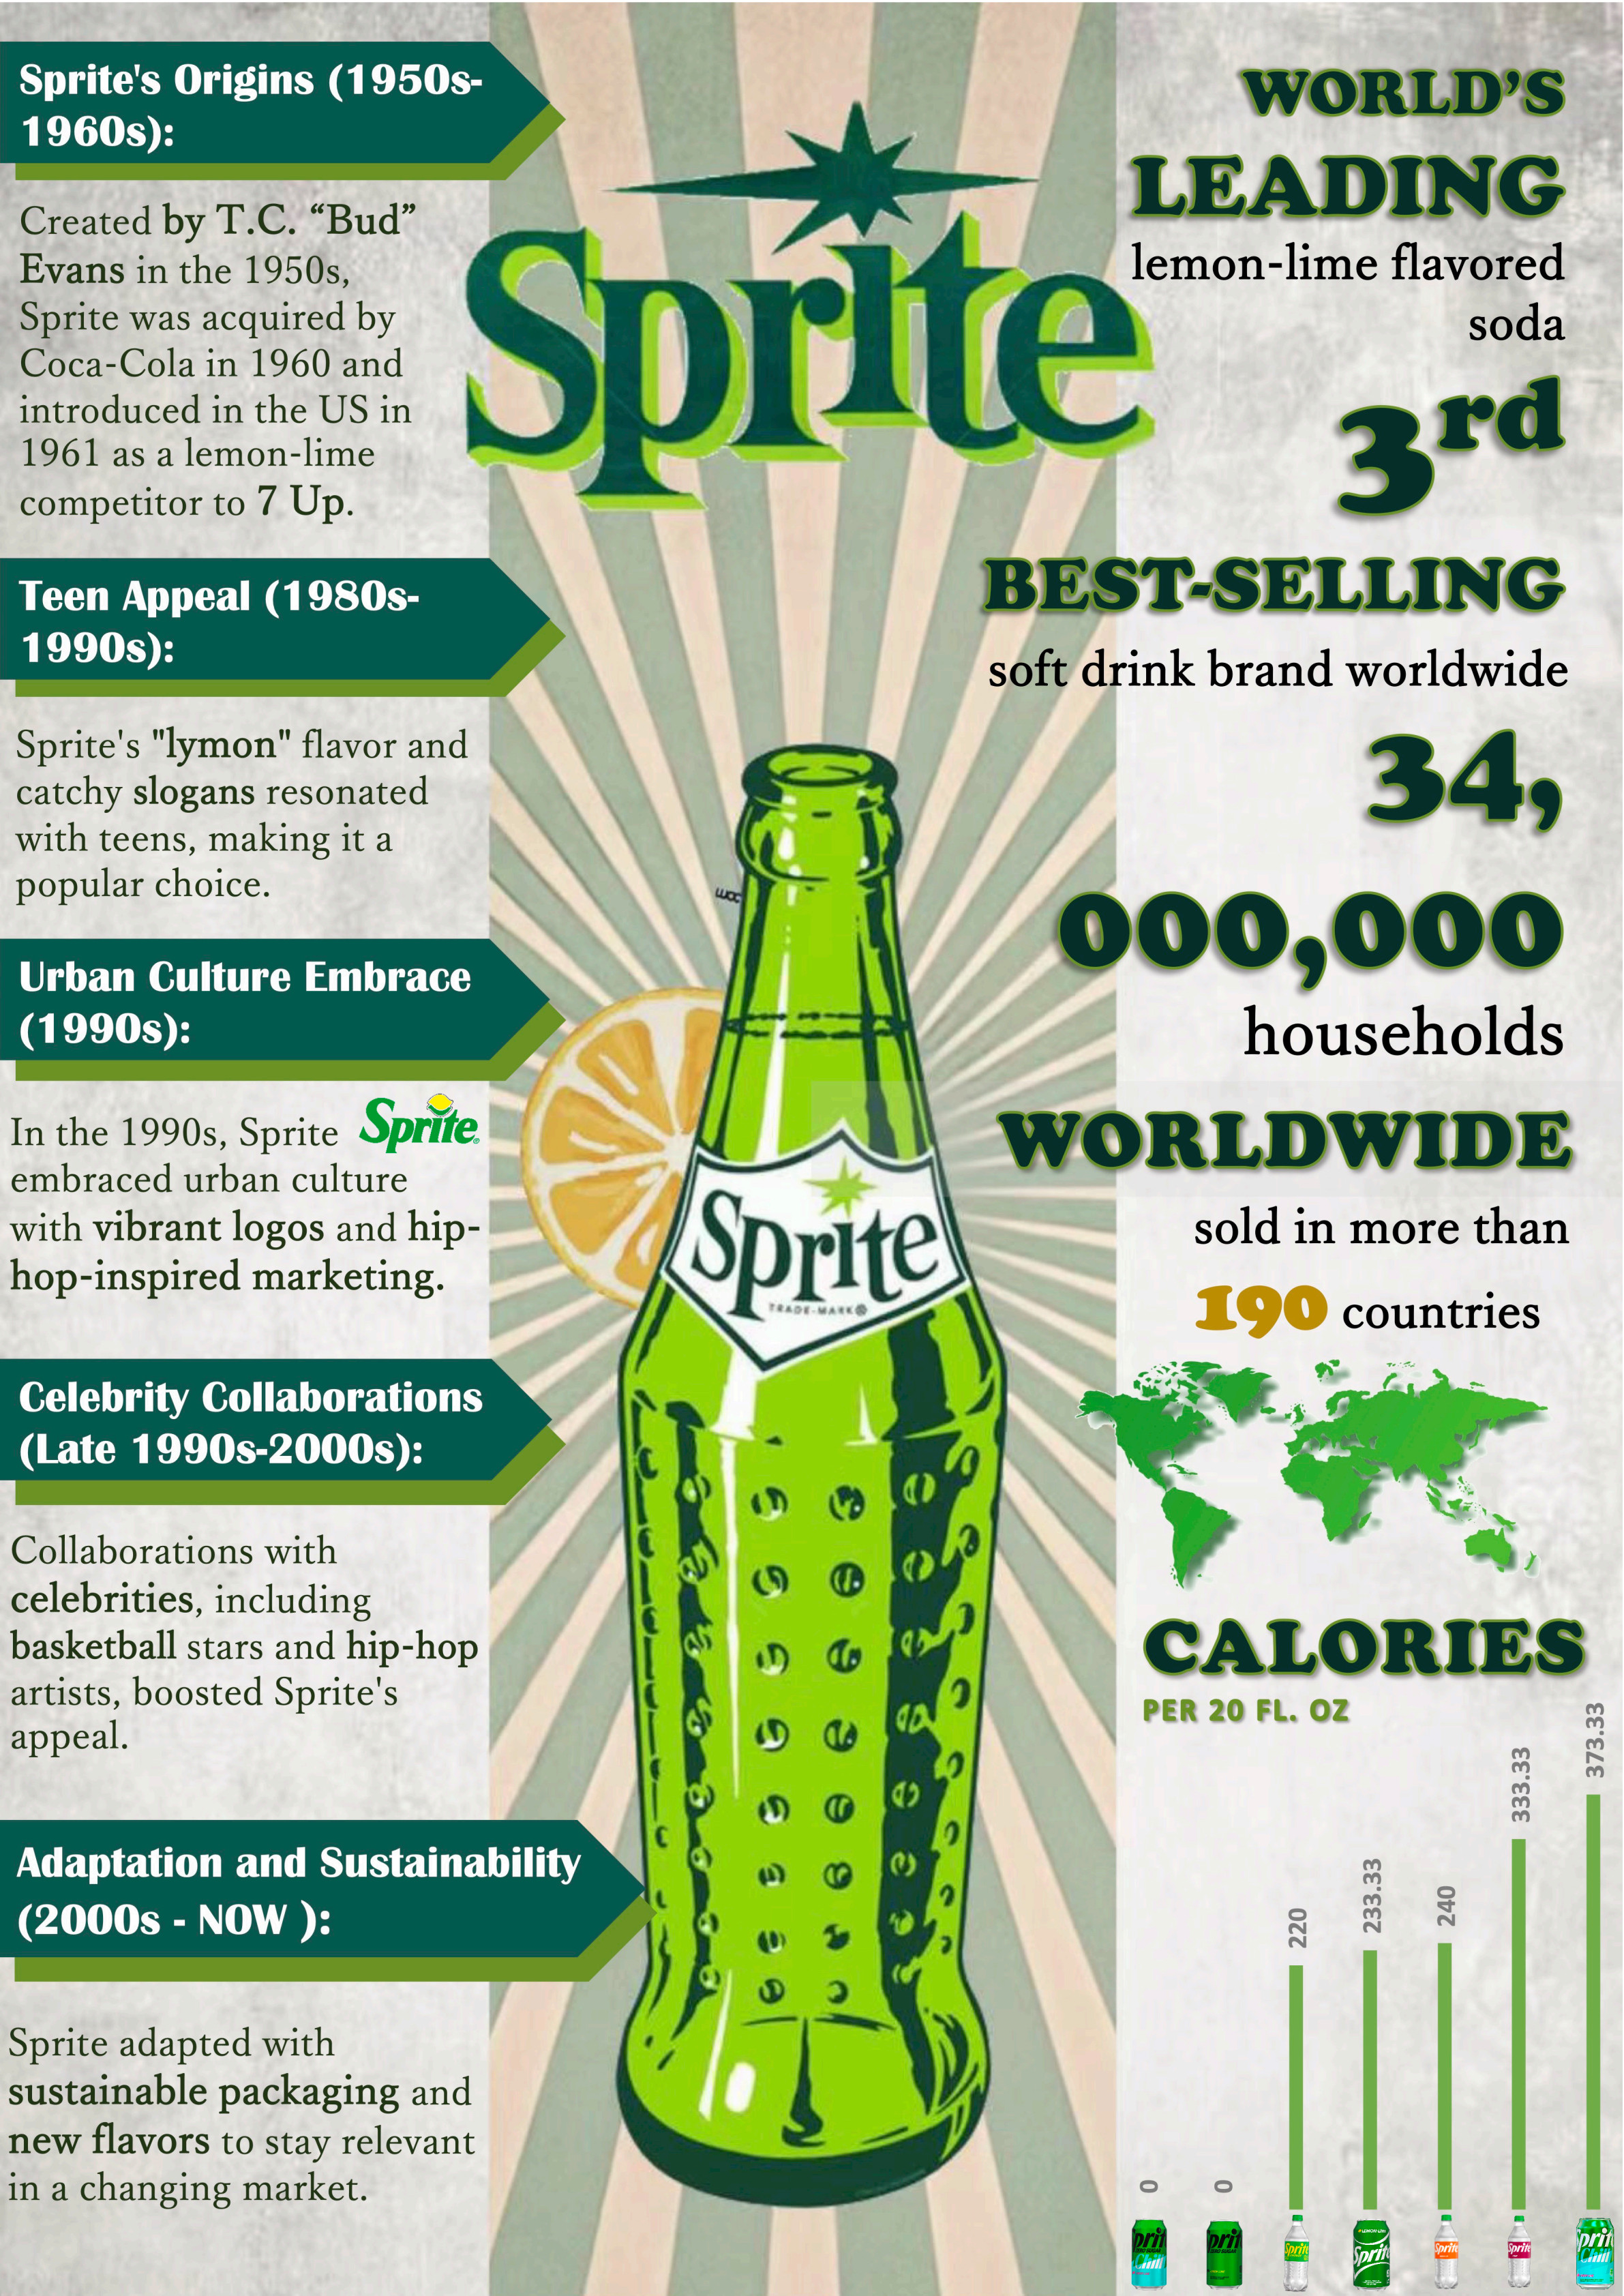 Sprite's Origins (1950s-
1960s):
Created by T.C. “Bud”
Evans in the 1950s,
Sprite was acquired by
Coca-Cola in 1960 and
introduced in the US in
1961 as a lemon-lime
competitor to 7 Up.
Teen Appeal (1980s-
1990s):
Sprite's "lymon" flavor and
catchy slogans resonated
with teens, making it a
popular choice.
Urban Culture Embrace
(1990s):
In the 1990s, Sprite Sprite
embraced urban culture
with vibrant logos and hip-
hop-inspired marketing.
Celebrity Collaborations
(Late 1990s-2000s):
Collaborations with
celebrities, including
basketball stars and hip-hop
artists, boosted Sprite's
appeal.
Adaptation and Sustainability
(2000s - NOW ):
Sprite adapted with
sustainable packaging and
new flavors to stay relevant
in a changing market.
Sprite
Sprite
TRADE-MARK®
WORLD’S
LEADING
lemon-lime flavored
soda
3rd
BEST-SELLING
soft drink brand worldwide
34,
000,000
households
WORLDWIDE
sold in more than
190 countries
CALORIES
PER 20 FL. OZ
0
0
220
233.33
240
333.33
373.33
Sprite
Sprite
Sprite
Sprite
Chill